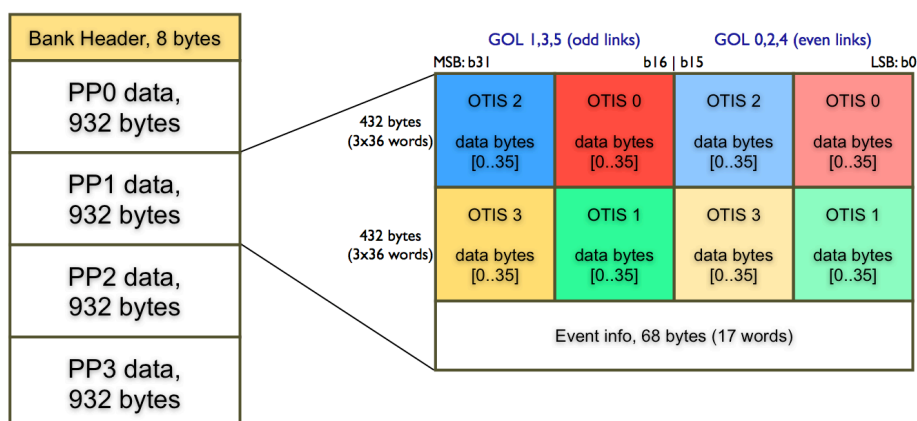 Bank Header, 8 bytes
PP0 data,
932 bytes
PP1 data,
932 bytes
PP2 data,
932 bytes
PP3 data,
932 bytes
GOL 1,3,5 (odd links)
GOL 0,2,4 (even links)
MSB: b31
b16 | b15
LSB: b0
432 bytes
(3x36 words)
OTIS 2
data bytes
[0..35]
OTIS 0
data bytes
[0..35]
OTIS 2
data bytes
[0..35]
OTIS 0
data bytes
[0..35]
432 bytes
(3x36 words)
OTIS 3
data bytes
[0..35]
OTIS 1
data bytes
[0..35]
OTIS 3
data bytes
[0..35]
OTIS 1
data bytes
[0..35]
Event info, 68 bytes (17 words)